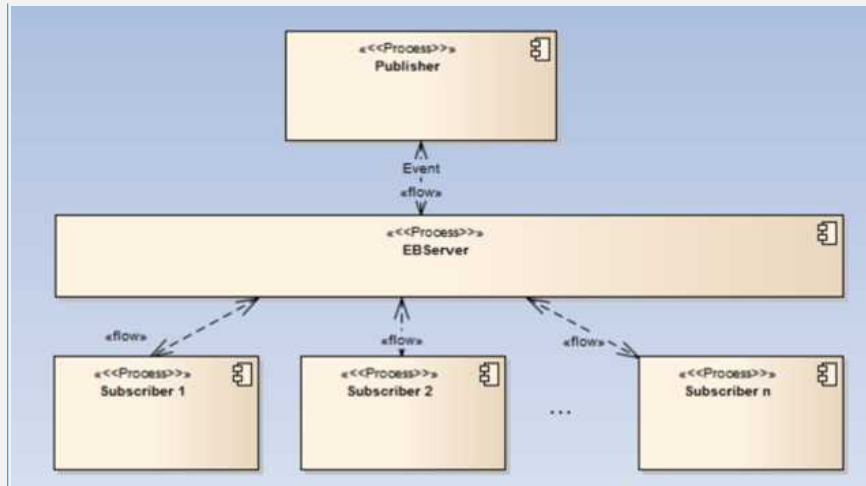 «<<Process>>»
Publisher
Event
«flow»
«<<Process>>»
EBServer
«flow»
«flow»
«flow»
«<<Process>>»
Subscriber 1
«<<Process>>»
Subscriber 2
...
«<<Process>>»
Subscriber n